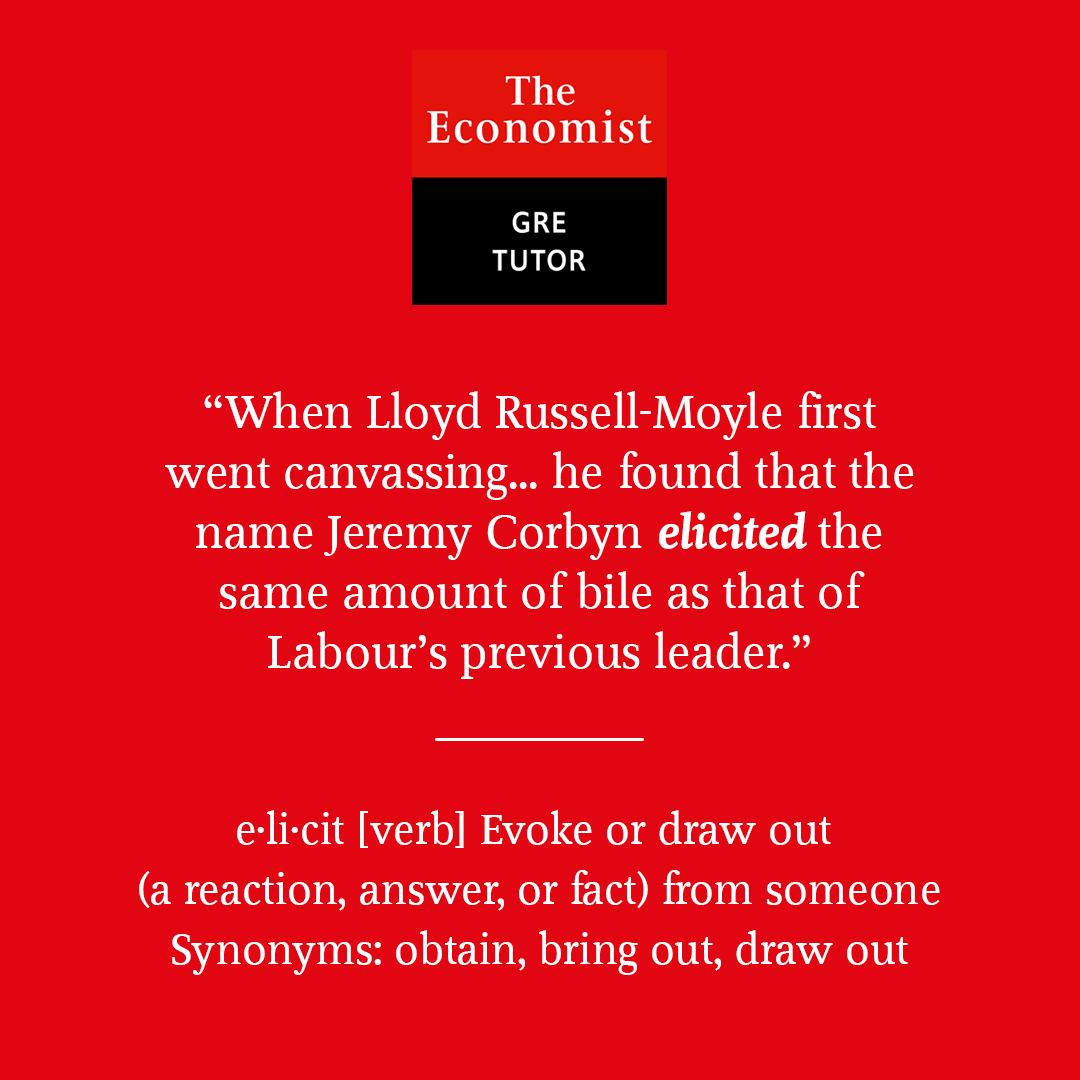 The
Economist
GRE
TUTOR
“When Lloyd Russell-Moyle first
went canvassing... he found that the
name Jeremy Corbyn elicited the
same amount of bile as that of
Labour’s previous leader.”
e·li·cit [verb] Evoke or draw out
(a reaction, answer, or fact) from someone
Synonyms: obtain, bring out, draw out